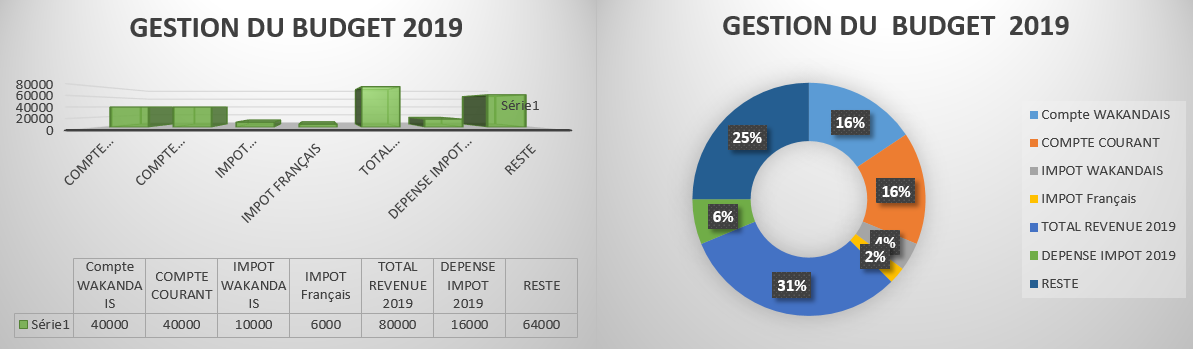 GESTION DU BUDGET 2019
80000
60000
40000
20000
0
Série1
COMPTE...
COMPTE...
IMPOT...
IMPOT FRANÇAIS
TOTAL...
DEPENSE IMPOT...
RESTE
Compte WAKANDA IS
COMPTE COURANT
IMPOT WAKANDA IS
IMPOT Français
TOTAL REVENUE 2019
DEPENSE IMPOT 2019
RESTE
Série1 40000 40000 10000 6000 80000 16000 64000
GESTION DU BUDGET 2019
16%
16%
4%
2%
31%
6%
25%
Compte WAKANDAIS
COMPTE COURANT
IMPOT WAKANDAIS
IMPOT Français
TOTAL REVENUE 2019
DEPENSE IMPOT 2019
RESTE